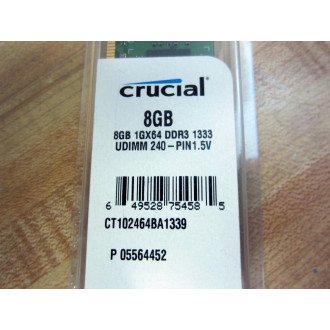 crucial
8GB
8GB 1GX64 DDR3 1333
UDIMM 240-PIN1.5V
6 49528 75458 5
CT102464BA1339
P 05564452